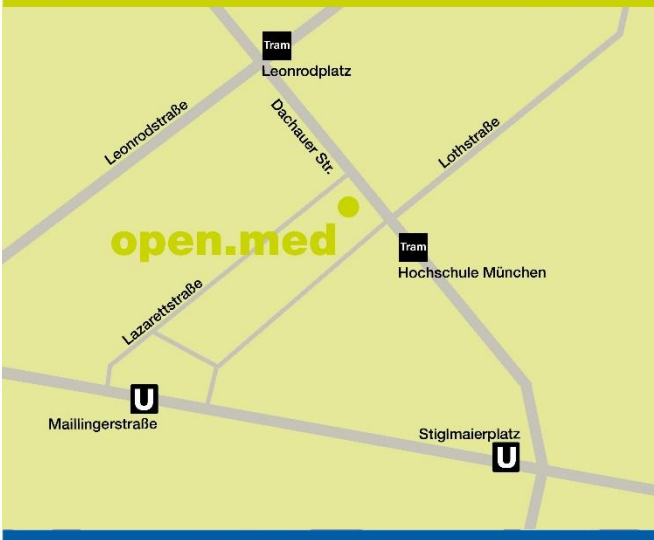 Tram
Leonrodplatz
Dachauer Str.
Leonrodstraße
Lothstraße
open.med
Tram
Hochschule München
Lazarettstraße
U
Maillingerstraße
Stiglmaierplatz
U